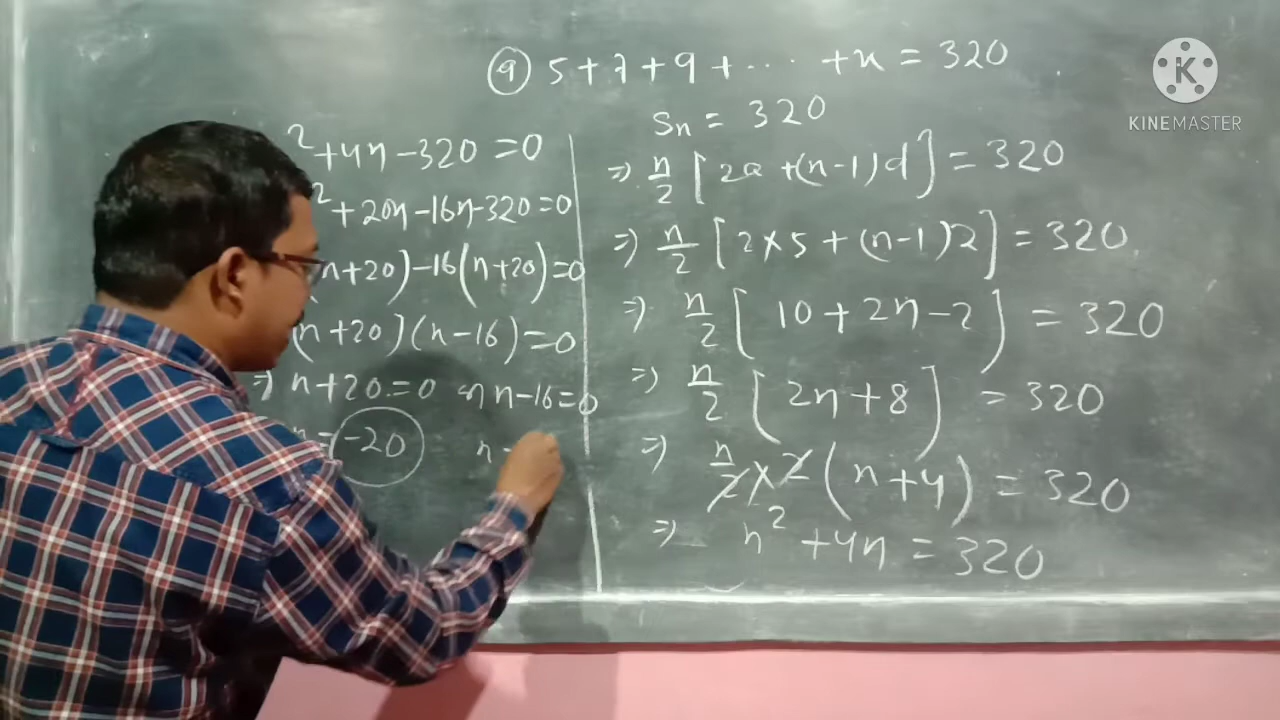 (9) 5 + 7 + 9 + .... + x = 320
Sn = 320
⇒ n/2 [2a + (n-1)d] = 320
⇒ n/2 [2×5 + (n-1)2] = 320
⇒ n/2 [10 + 2n - 2] = 320
⇒ n/2 [2n + 8] = 320
⇒ n/2 × 2 (n + 4) = 320
⇒ n² + 4n = 320
² + 4n - 320 = 0
² + 20n - 16n - 320 = 0
(n + 20) - 16(n + 20) = 0
(n + 20)(n - 16) = 0
⇒ n + 20 = 0 n - 16 = 0
n = -20 n =
KINEMASTER